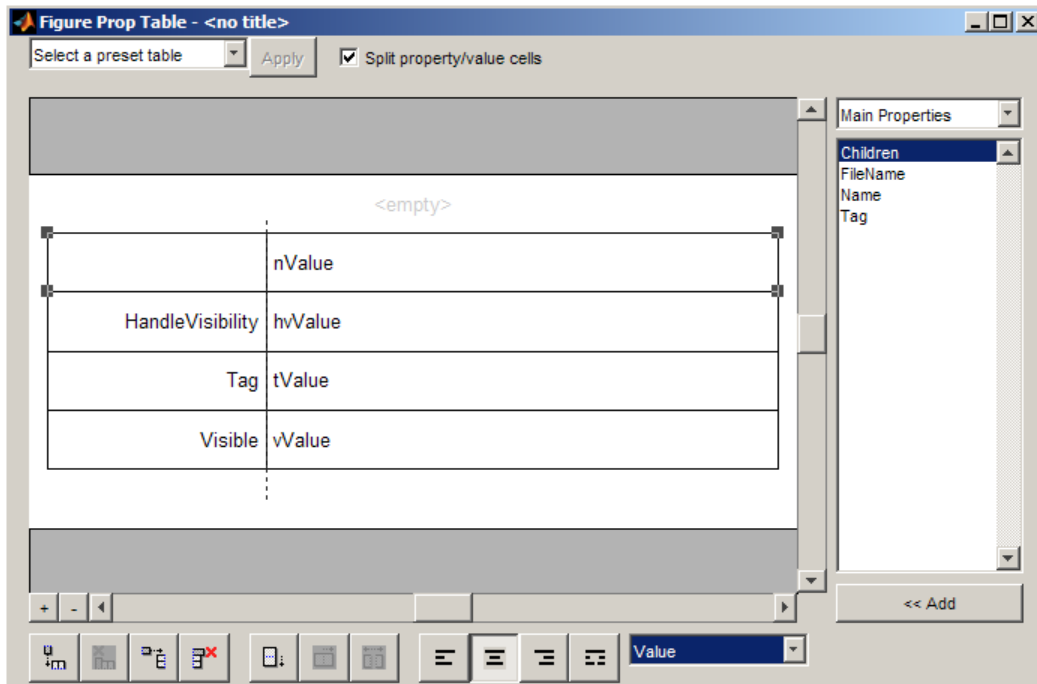 Figure Prop Table - <no title>
Select a preset table
Apply
Split property/value cells
Main Properties
Children
FileName
Name
Tag
<empty>
nValue
HandleVisibility hvValue
Tag tValue
Visible vValue
+ -
<< Add
Value